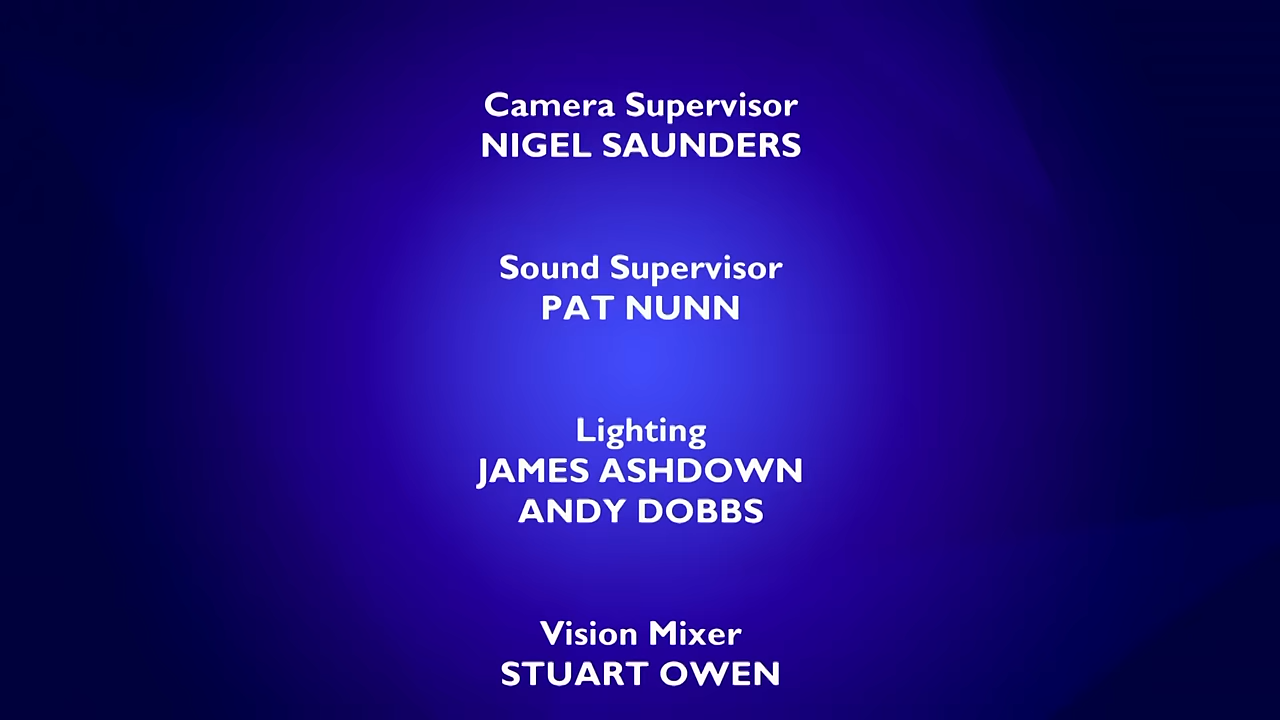 Camera Supervisor
NIGEL SAUNDERS
Sound Supervisor
PAT NUNN
Lighting
JAMES ASHDOWN
ANDY DOBBS
Vision Mixer
STUART OWEN